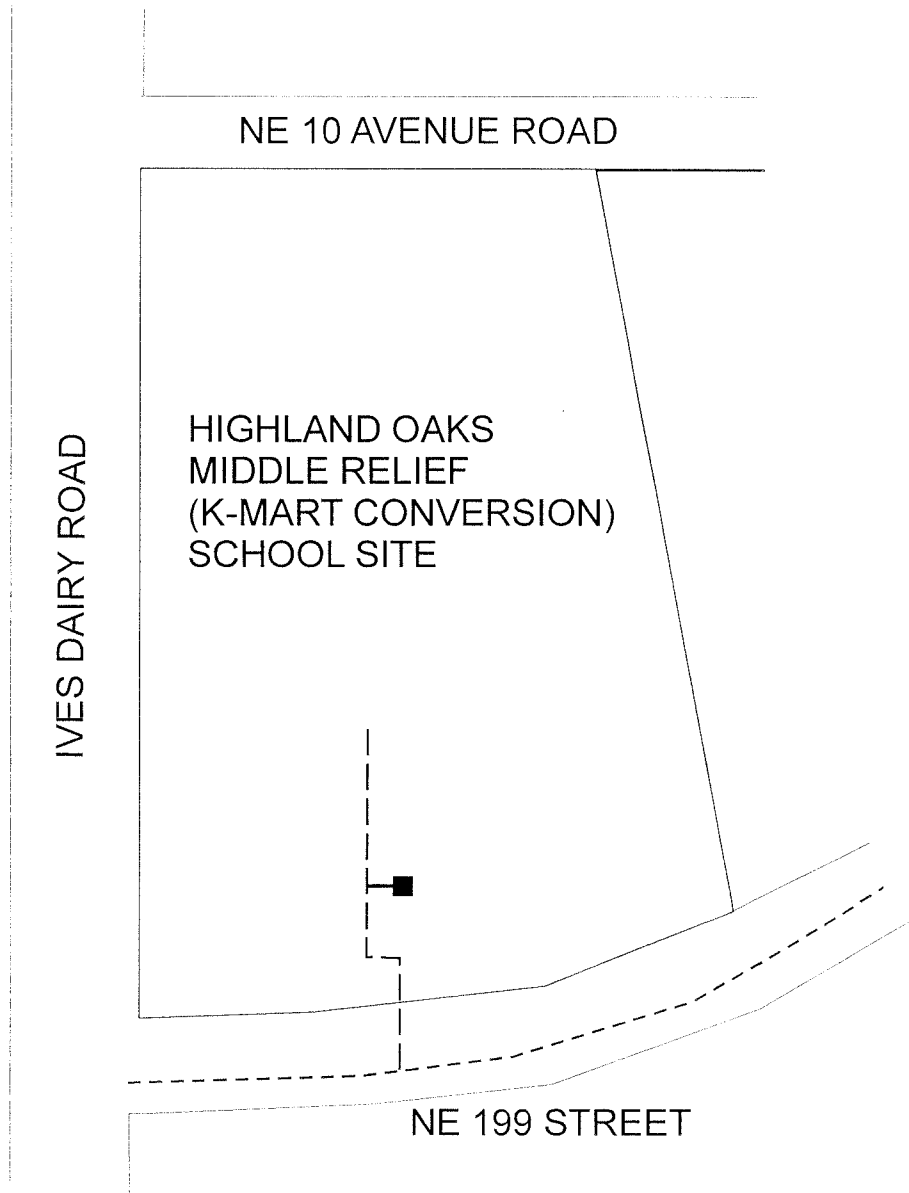 NE 10 AVENUE ROAD
HIGHLAND OAKS
MIDDLE RELIEF
(K-MART CONVERSION)
SCHOOL SITE
IVES DAIRY ROAD
NE 199 STREET